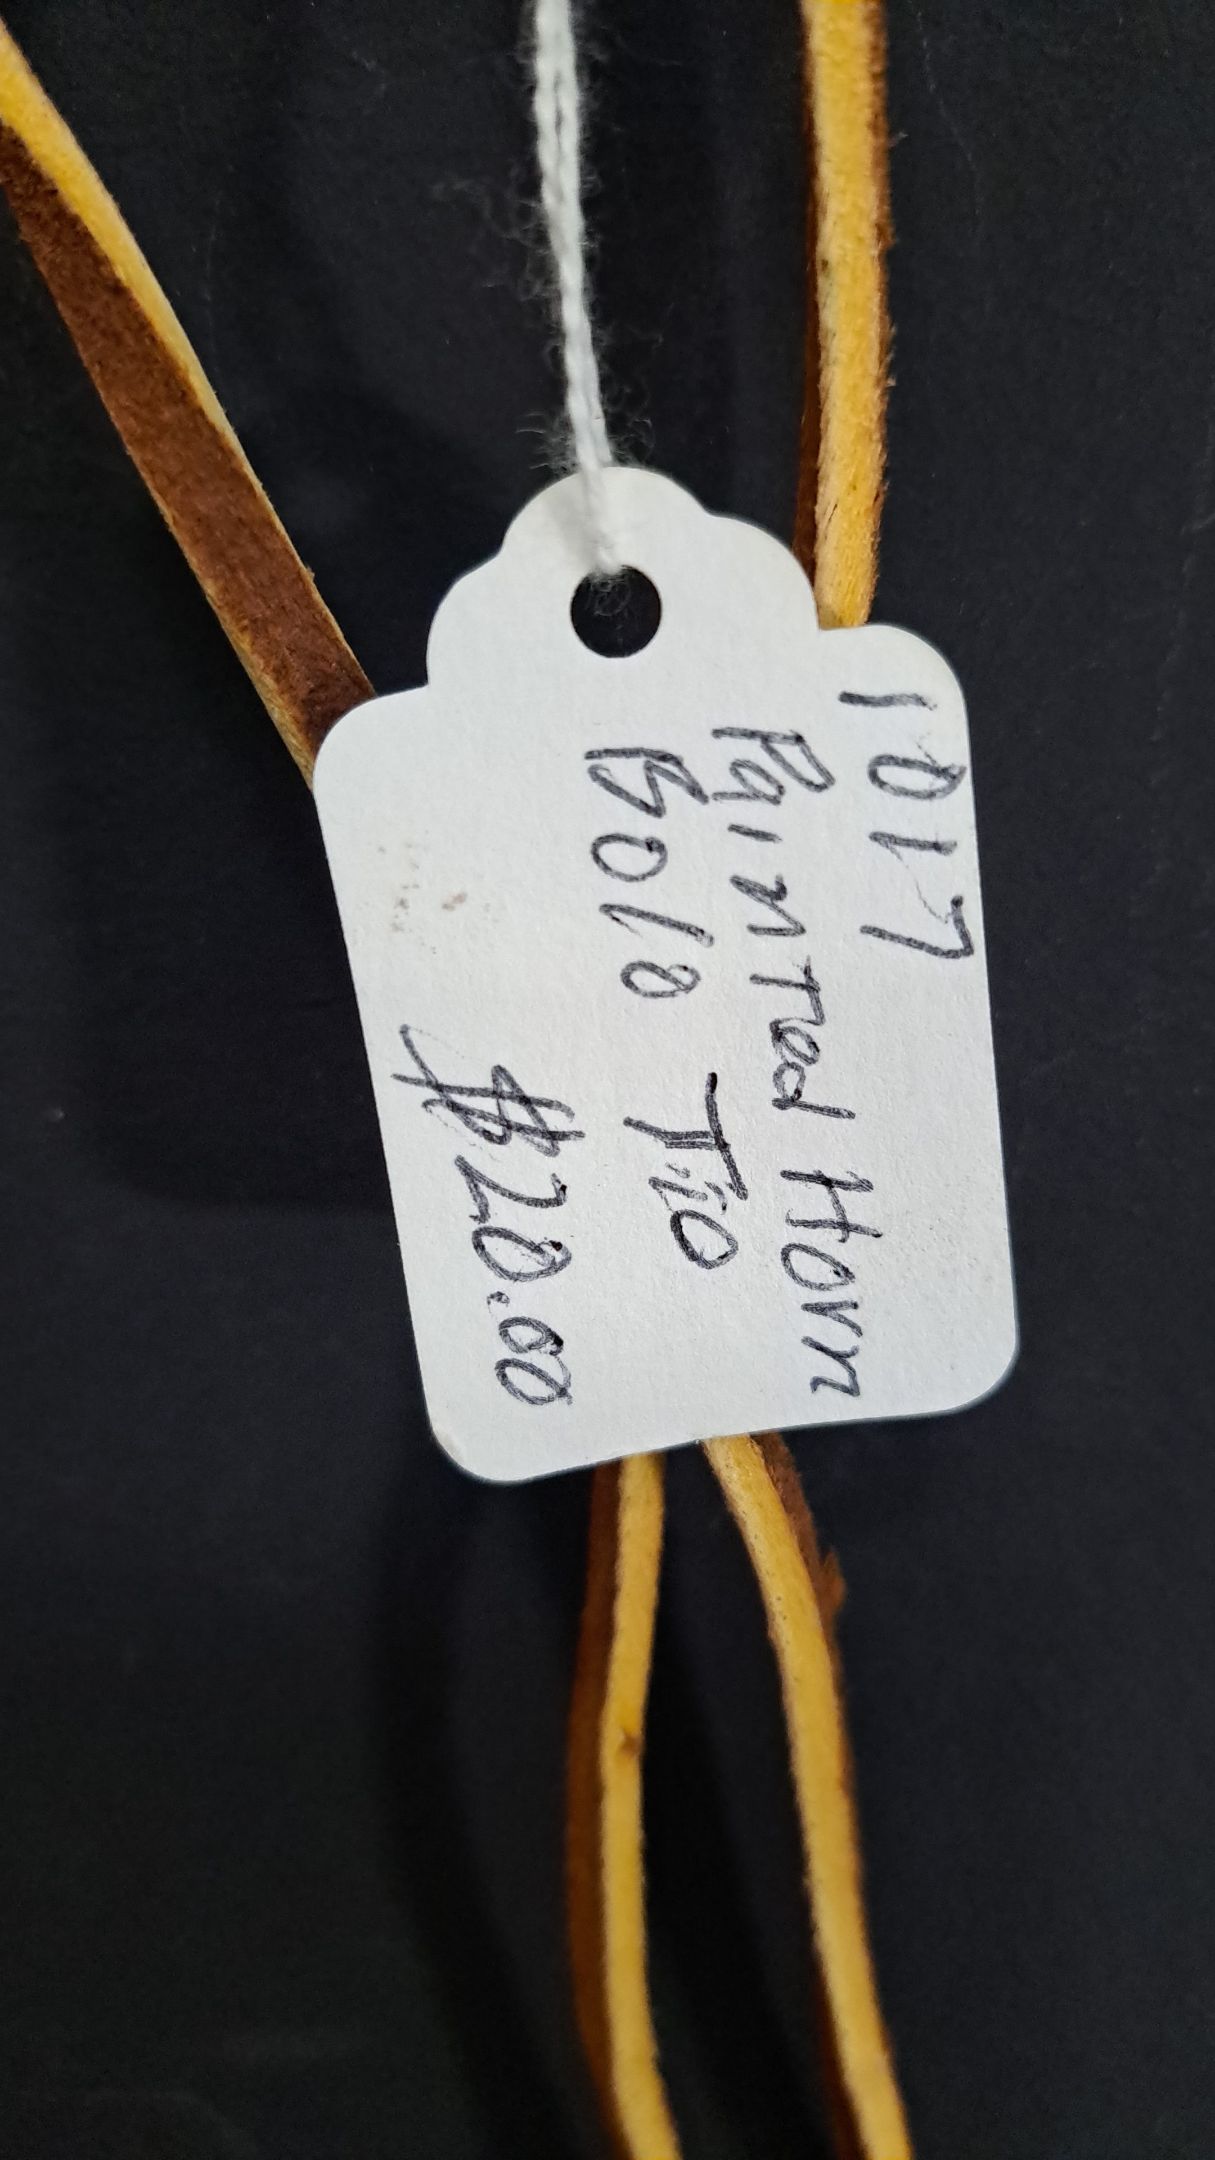 1017
Painted Horn
Bolo Tie
$20.00